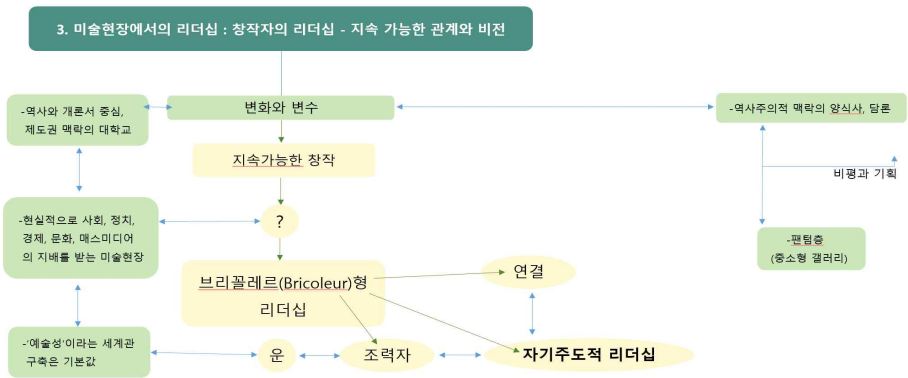 3. 미술현장에서의 리더십 : 창작자의 리더십 - 지속 가능한 관계와 비전
-역사와 개론서 중심,
제도권 맥락의 대학교
변화와 변수
-역사주의적 맥락의 양식사, 담론
지속가능한 창작
비평과 기획
-현실적으로 사회, 정치,
경제, 문화, 매스미디어
의 지배를 받는 미술현장
?
-팬텀층
(중소형 갤러리)
브리꼴레르(Bricoleur)형
리더십
연결
-'예술성'이라는 세계관
구축은 기본값
운
조력자
자기주도적 리더십